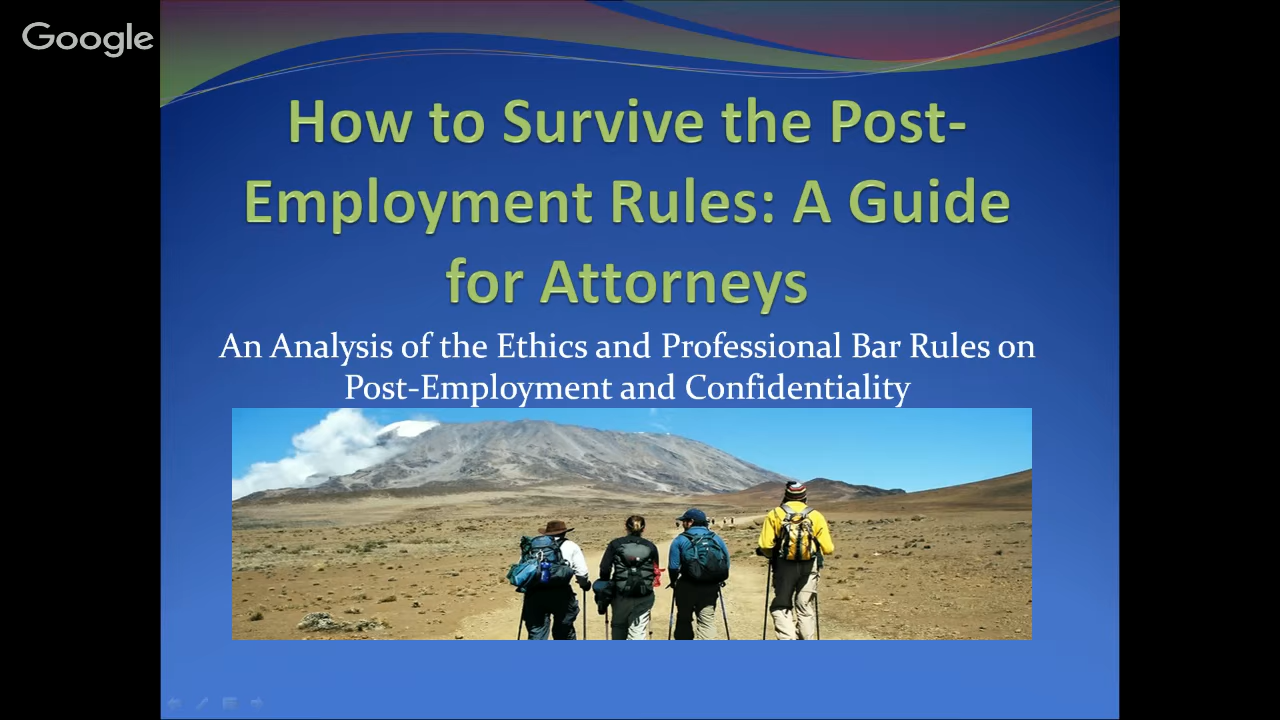 Google
How to Survive the Post-
Employment Rules: A Guide
for Attorneys
An Analysis of the Ethics and Professional Bar Rules on
Post-Employment and Confidentiality